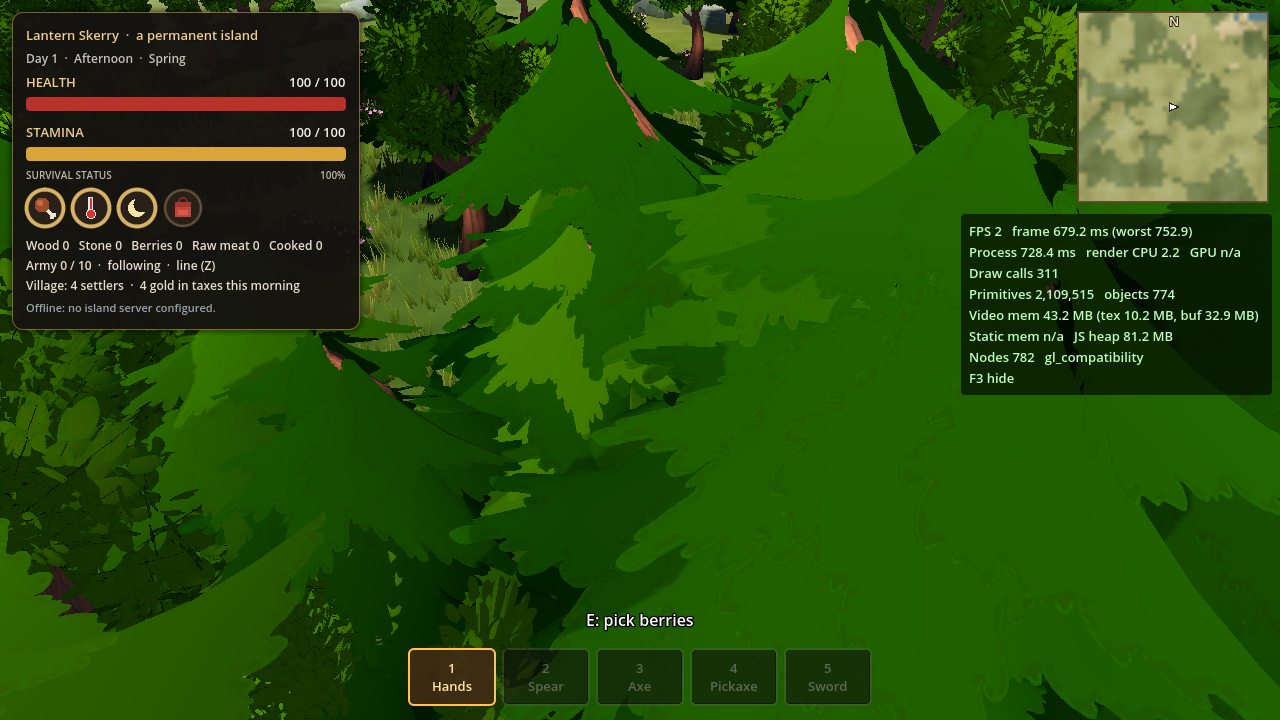 Lantern Skerry · a permanent island
Day 1 · Afternoon · Spring
HEALTH 100 / 100
STAMINA 100 / 100
SURVIVAL STATUS 100%
Wood 0 Stone 0 Berries 0 Raw meat 0 Cooked 0
Army 0 / 10 · following · line (Z)
Village: 4 settlers · 4 gold in taxes this morning
Offline: no island server configured.
N
FPS 2 frame 679.2 ms (worst 752.9)
Process 728.4 ms render CPU 2.2 GPU n/a
Draw calls 311
Primitives 2,109,515 objects 774
Video mem 43.2 MB (tex 10.2 MB, buf 32.9 MB)
Static mem n/a JS heap 81.2 MB
Nodes 782 gl_compatibility
F3 hide
E: pick berries
1 2 3 4 5
Hands Spear Axe Pickaxe Sword